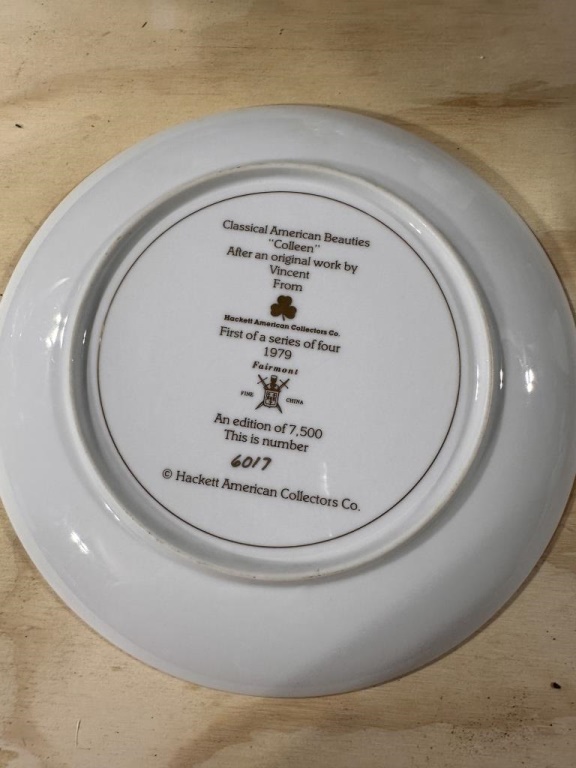 Classical American Beauties
"Colleen"
After an original work by
Vincent
From
Hackett American Collectors Co.
First of a series of four
1979
Fairmont
FINE CHINA
An edition of 7,500
This is number
6017
© Hackett American Collectors Co.